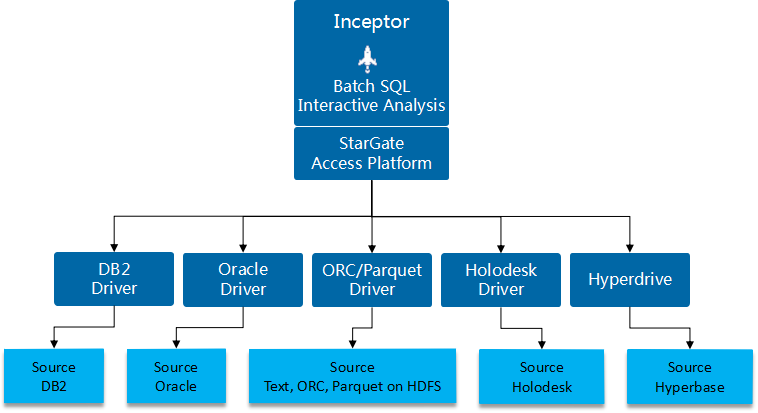 Inceptor
Batch SQL
Interactive Analysis
StarGate
Access Platform
DB2
Driver
Oracle
Driver
ORC/Parquet
Driver
Holodesk
Driver
Hyperdrive
Source
DB2
Source
Oracle
Source
Text, ORC, Parquet on HDFS
Source
Holodesk
Source
Hyperbase